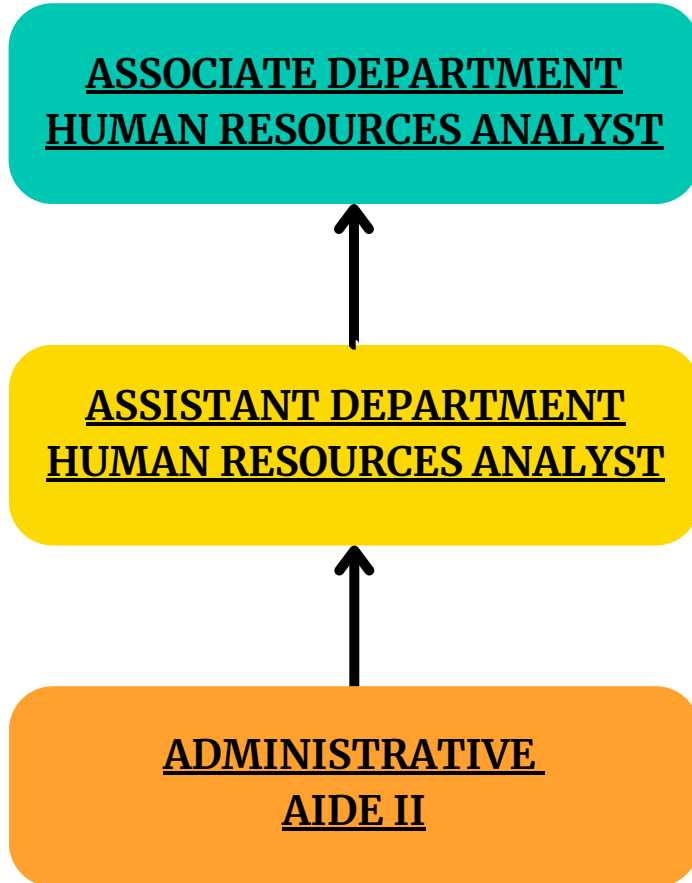 ASSOCIATE DEPARTMENT
HUMAN RESOURCES ANALYST
ASSISTANT DEPARTMENT
HUMAN RESOURCES ANALYST
ADMINISTRATIVE
AIDE II